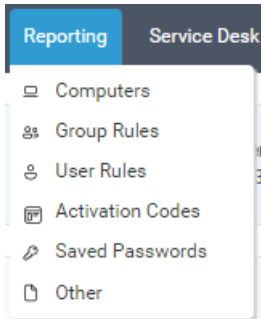 Reporting Service Desk
Computers
Group Rules
User Rules
Activation Codes
Saved Passwords
Other